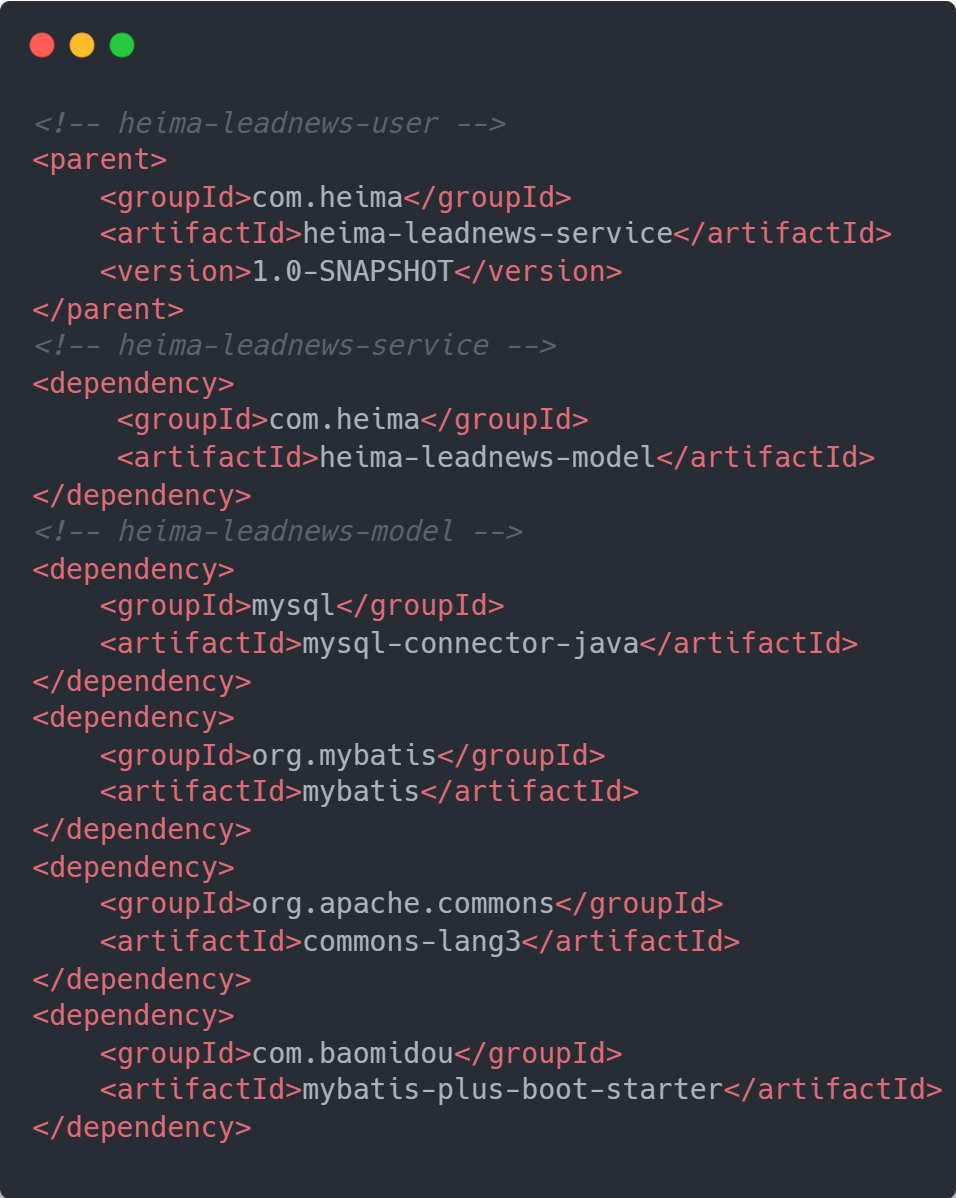 <!-- heima-leadnews-user -->
<parent>
    <groupId>com.heima</groupId>
    <artifactId>heima-leadnews-service</artifactId>
    <version>1.0-SNAPSHOT</version>
</parent>
<!-- heima-leadnews-service -->
<dependency>
     <groupId>com.heima</groupId>
     <artifactId>heima-leadnews-model</artifactId>
</dependency>
<!-- heima-leadnews-model -->
<dependency>
    <groupId>mysql</groupId>
    <artifactId>mysql-connector-java</artifactId>
</dependency>
<dependency>
    <groupId>org.mybatis</groupId>
    <artifactId>mybatis</artifactId>
</dependency>
<dependency>
    <groupId>org.apache.commons</groupId>
    <artifactId>commons-lang3</artifactId>
</dependency>
<dependency>
    <groupId>com.baomidou</groupId>
    <artifactId>mybatis-plus-boot-starter</artifactId>
</dependency>